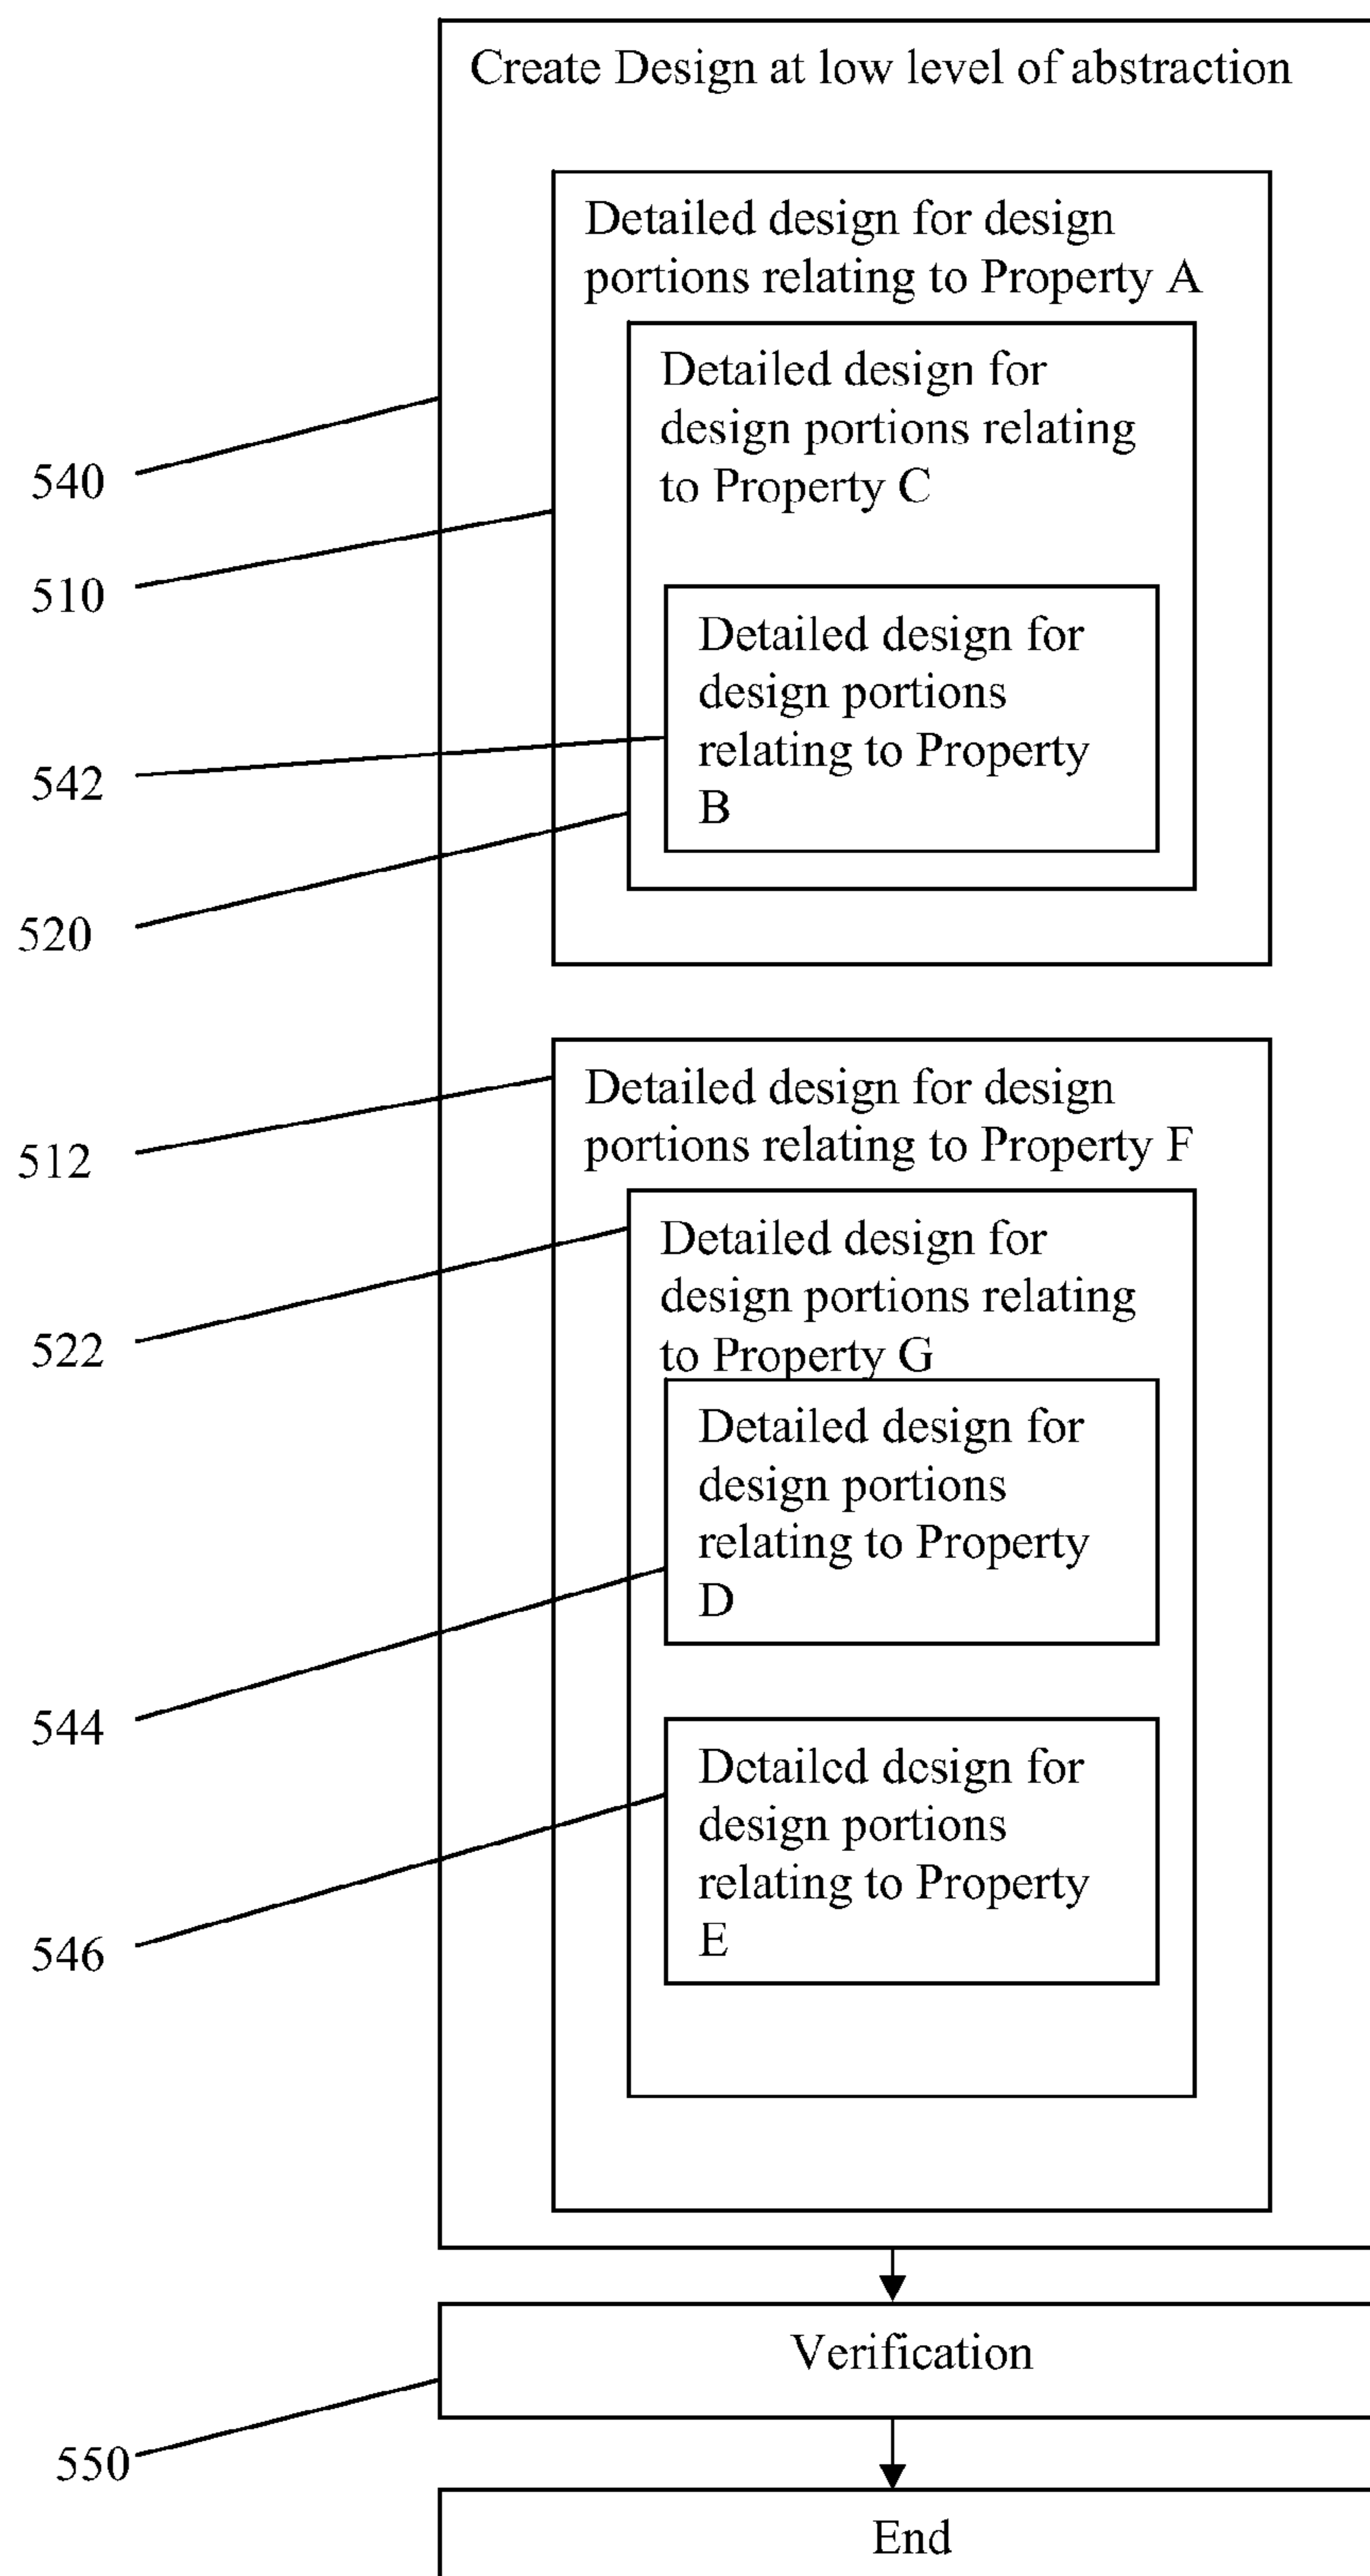 Create Design at low level of abstraction
Detailed design for design
portions relating to Property A
Detailed design for
design portions relating
to Property C
540
510
Detailed design for
design portions
relating to Property
B
542
520
Detailed design for design
portions relating to Property F
512
Detailed design for
design portions relating
to Property G
522
Detailed design for
design portions
relating to Property
D
544
Detailed design for
design portions
relating to Property
E
546
Verification
550
End